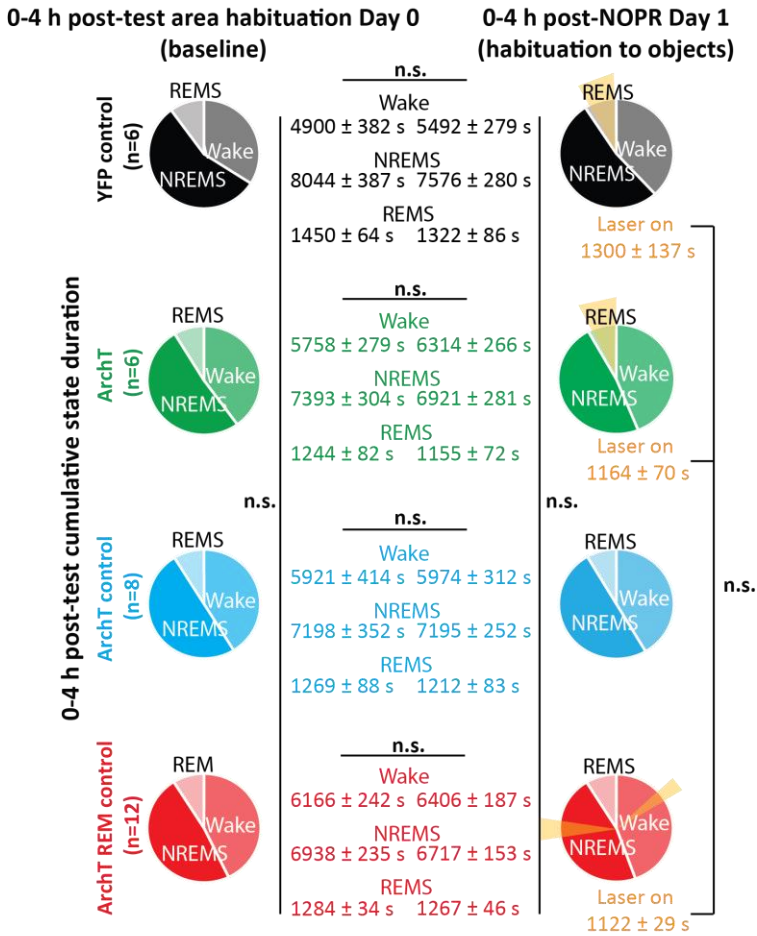 0-4 h post-test area habituation Day 0
(baseline)
0-4 h post-NOPR Day 1
(habituation to objects)
0-4 h post-test cumulative state duration
YFP control
(n=6)
REMS
Wake
NREMS
n.s.
Wake
4900 ± 382 s 5492 ± 279 s
NREMS
8044 ± 387 s 7576 ± 280 s
REMS
1450 ± 64 s 1322 ± 86 s
REMS
Wake
NREMS
Laser on
1300 ± 137 s
ArchT
(n=6)
REMS
Wake
NREMS
n.s.
Wake
5758 ± 279 s 6314 ± 266 s
NREMS
7393 ± 304 s 6921 ± 281 s
REMS
1244 ± 82 s 1155 ± 72 s
REMS
Wake
NREMS
Laser on
1164 ± 70 s
n.s.
n.s.
n.s.
ArchT control
(n=8)
REMS
Wake
NREMS
n.s.
Wake
5921 ± 414 s 5974 ± 312 s
NREMS
7198 ± 352 s 7195 ± 252 s
REMS
1269 ± 88 s 1212 ± 83 s
REMS
Wake
NREMS
ArchT REM control
(n=12)
REM
Wake
NREMS
n.s.
Wake
6166 ± 242 s 6406 ± 187 s
NREMS
6938 ± 235 s 6717 ± 153 s
REMS
1284 ± 34 s 1267 ± 46 s
REMS
Wake
NREMS
Laser on
1122 ± 29 s